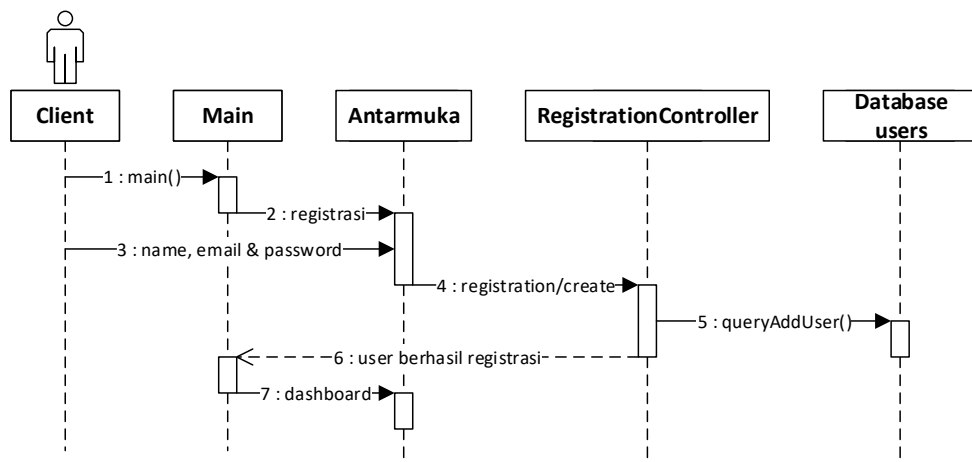 Client
Main
Antarmuka
RegistrationController
Database
users
1 : main()
2 : registrasi
3 : name, email & password
4 : registration/create
5 : queryAddUser()
6 : user berhasil registrasi
7 : dashboard